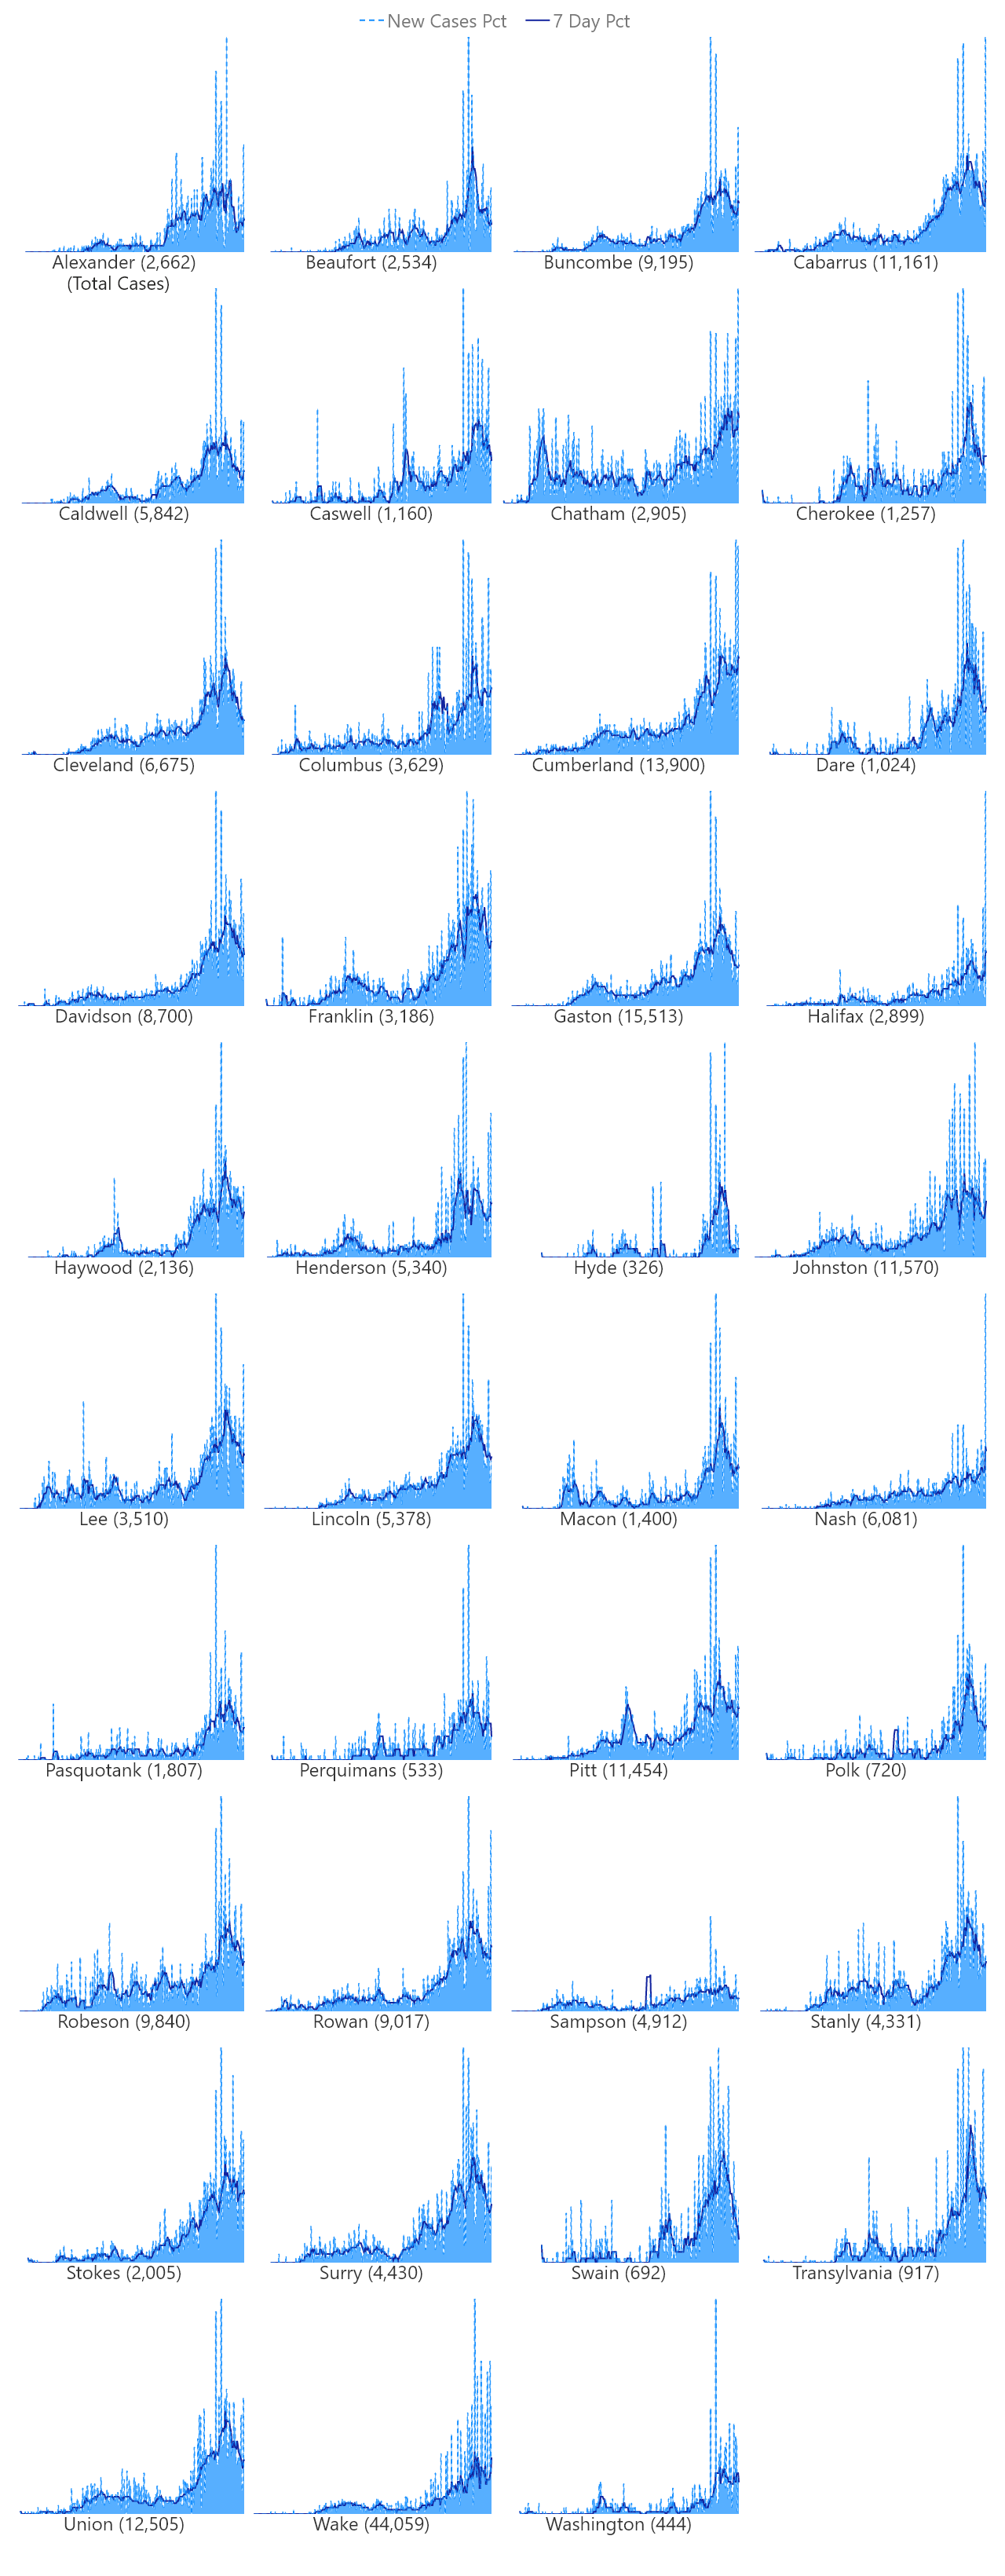 New Cases Pct 7 Day Pct
Alexander (2,662) Beaufort (2,534) Buncombe (9,195) Cabarrus (11,161)
(Total Cases)
Caldwell (5,842) Caswell (1,160) Chatham (2,905) Cherokee (1,257)
Cleveland (6,675) Columbus (3,629) Cumberland (13,900) Dare (1,024)
Davidson (8,700) Franklin (3,186) Gaston (15,513) Halifax (2,899)
Haywood (2,136) Henderson (5,340) Hyde (326) Johnston (11,570)
Lee (3,510) Lincoln (5,378) Macon (1,400) Nash (6,081)
Pasquotank (1,807) Perquimans (533) Pitt (11,454) Polk (720)
Robeson (9,840) Rowan (9,017) Sampson (4,912) Stanly (4,331)
Stokes (2,005) Surry (4,430) Swain (692) Transylvania (917)
Union (12,505) Wake (44,059) Washington (444)